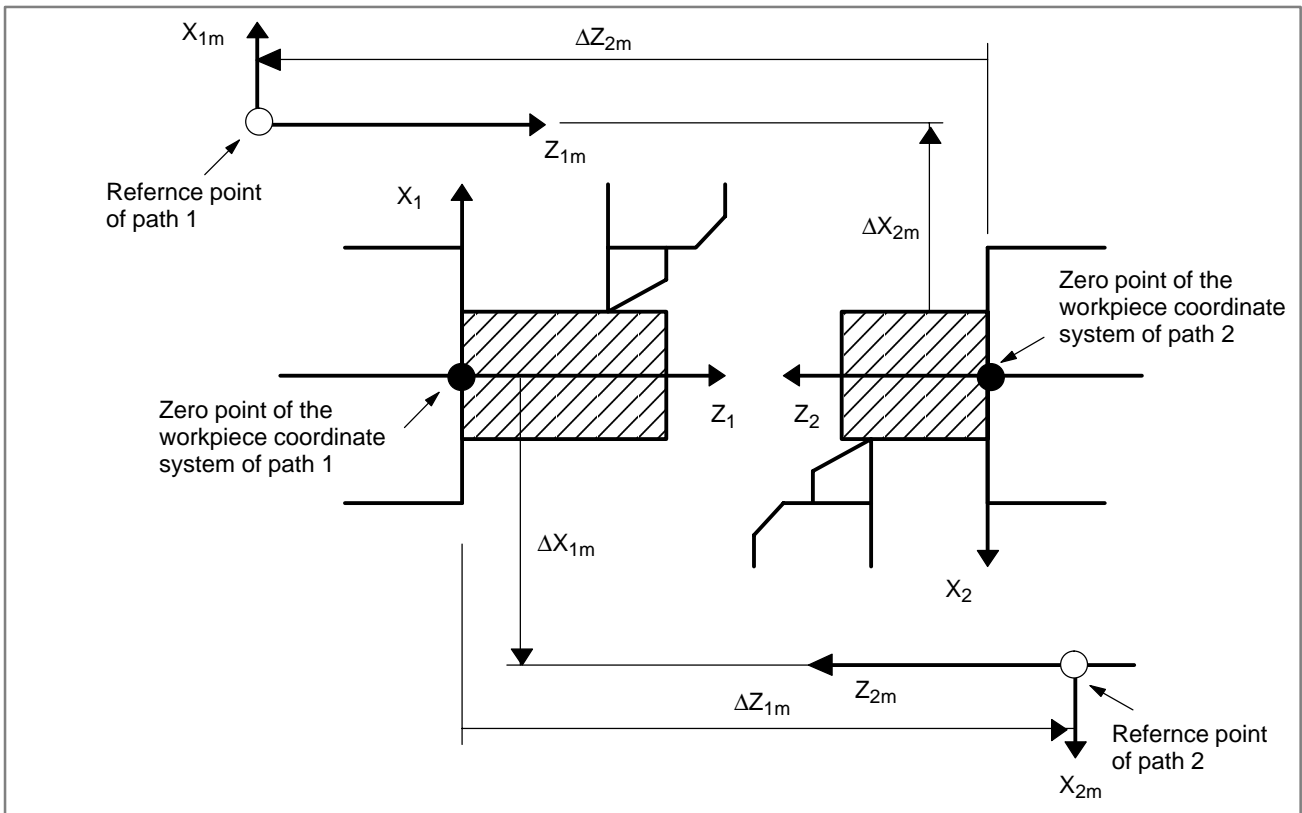 X1m
ΔZ2m
Z1m
Refernce point
of path 1
X1
ΔX2m
Zero point of the
workpiece coordinate
system of path 2
Z1
Z2
Zero point of the
workpiece coordinate
system of path 1
ΔX1m
X2
Z2m
ΔZ1m
Refernce point
of path 2
X2m